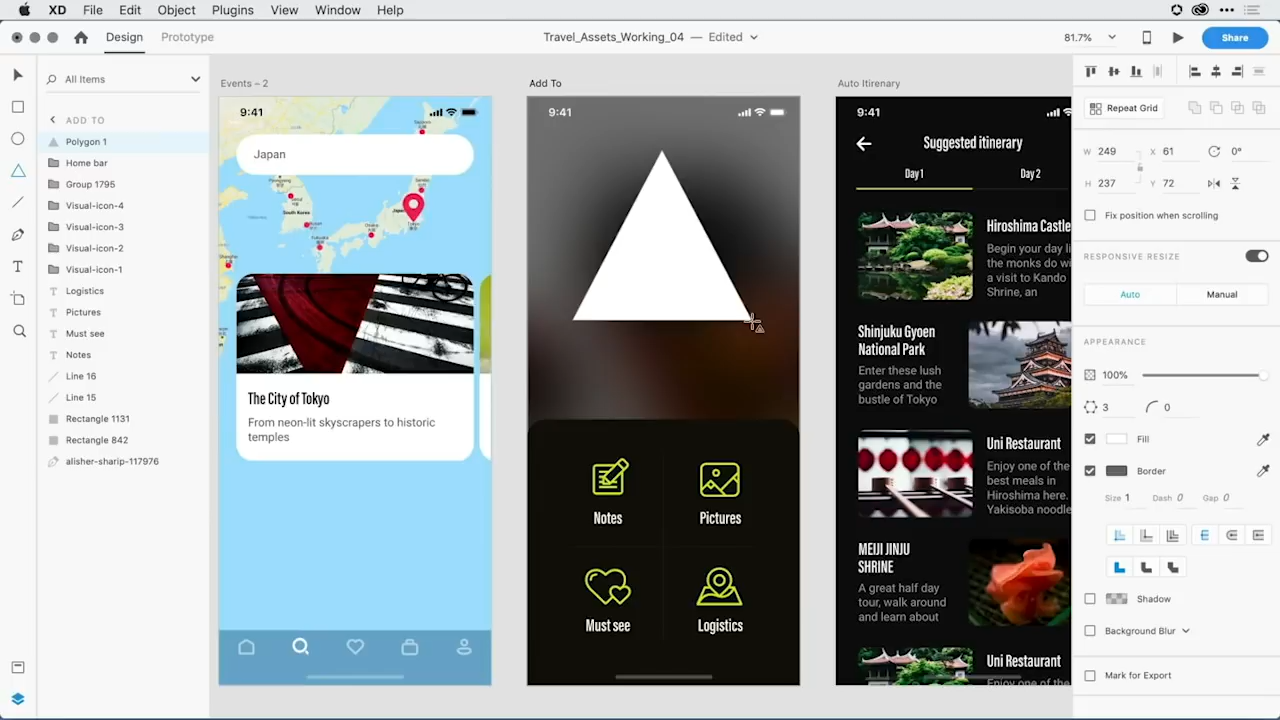 XD File Edit Object Plugins View Window Help
Design Prototype
Travel_Assets_Working_04 — Edited
81.7%
Share
All Items
ADD TO
Polygon 1
Home bar
Group 1795
Visual-icon-4
Visual-icon-3
Visual-icon-2
Visual-icon-1
Logistics
Pictures
Must see
Notes
Line 16
Line 15
Rectangle 1131
Rectangle 842
alisher-sharip-117976
Events – 2
9:41
Japan
South Korea
The City of Tokyo
From neon-lit skyscrapers to historic
temples
Add To
9:41
Notes
Pictures
Must see
Logistics
Auto Itirenary
9:41
Suggested itinerary
Day 1
Day 2
Hiroshima Castle
Begin your day li
the monks do wi
a visit to Kando
Shrine, an
Shinjuku Gyoen
National Park
Enter these lush
gardens and the
bustle of Tokyo
Uni Restaurant
Enjoy one of the
best meals in
Hiroshima here.
Yakisoba noodle
MEIJI JINJU
SHRINE
A great half day
tour, walk around
and learn about
Uni Restaurant
Enjoy one of the
Repeat Grid
W 249 X 61 0°
H 237 Y 72
Fix position when scrolling
RESPONSIVE RESIZE
Auto Manual
APPEARANCE
100%
3 0
Fill
Border
Size 1 Dash 0 Gap 0
Shadow
Background Blur
Mark for Export